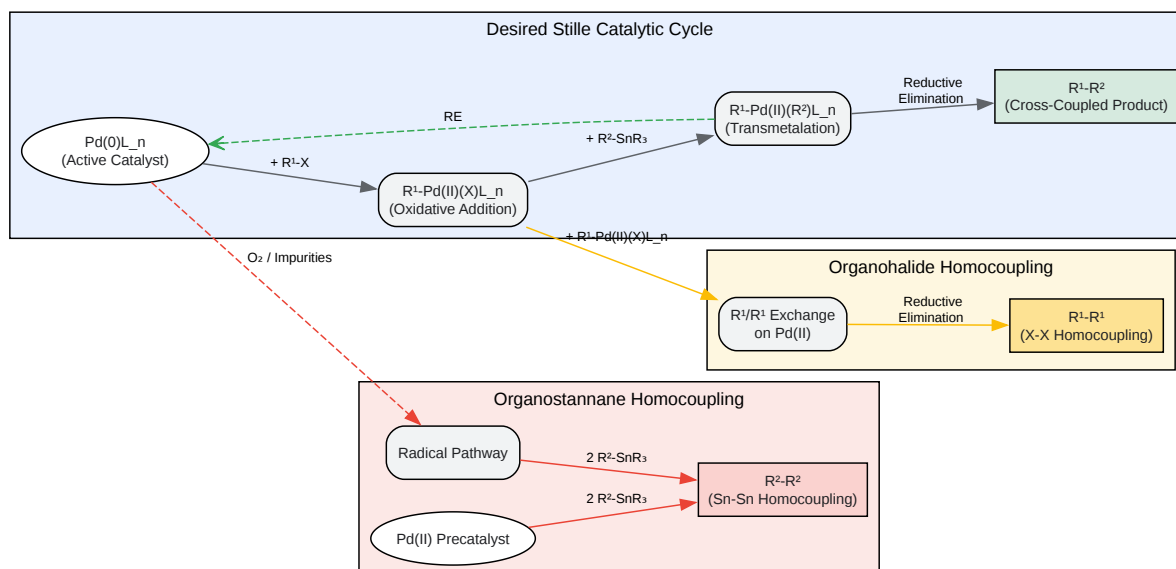 Desired Stille Catalytic Cycle
Pd(0)L_n
(Active Catalyst)
+ R¹-X
R¹-Pd(II)(X)L_n
(Oxidative Addition)
RE
+ R²-SnR₃
R¹-Pd(II)(R²)L_n
(Transmetalation)
Reductive
Elimination
R¹-R²
(Cross-Coupled Product)
O₂ / Impurities
+ R¹-Pd(II)(X)L_n
Organohalide Homocoupling
R¹/R¹ Exchange
on Pd(II)
Reductive
Elimination
R¹-R¹
(X-X Homocoupling)
Organostannane Homocoupling
Radical Pathway
2 R²-SnR₃
Pd(II) Precatalyst
2 R²-SnR₃
R²-R²
(Sn-Sn Homocoupling)